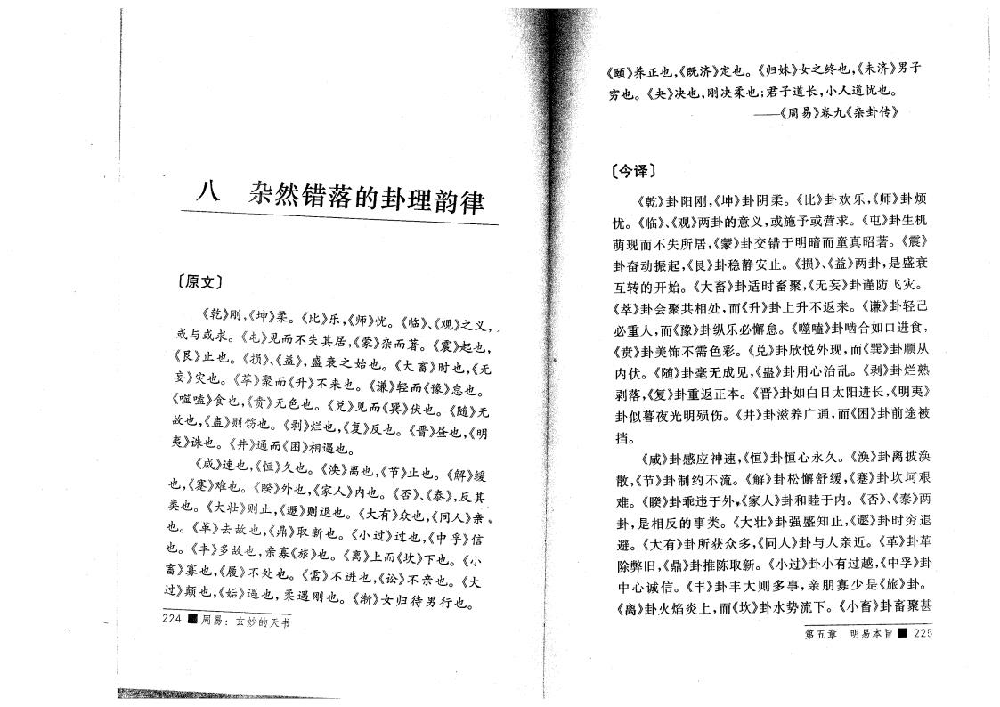 八　杂然错落的卦理韵律
〔原文〕
《乾》刚,《坤》柔。《比》乐,《师》忧。《临》、《观》之义,
或与或求。《屯》见而不失其居,《蒙》杂而著。《震》起也,
《艮》止也。《损》、《益》,盛衰之始也。《大畜》时也,《无
妄》灾也。《萃》聚而《升》不来也。《谦》轻而《豫》怠也。
《噬嗑》食也,《贲》无色也。《兑》见而《巽》伏也。《随》无
故也,《蛊》则饬也。《剥》烂也,《复》反也。《晋》昼也,《明
夷》诛也。《井》通而《困》相遇也。
《咸》速也,《恒》久也。《涣》离也,《节》止也。《解》缓
也,《蹇》难也。《睽》外也,《家人》内也。《否》、《泰》,反其
类也。《大壮》则止,《遯》则退也。《大有》众也,《同人》亲
也。《革》去故也,《鼎》取新也。《小过》过也,《中孚》信
也。《丰》多故也,亲寡《旅》也。《离》上而《坎》下也。《小
畜》寡也,《履》不处也。《需》不进也,《讼》不亲也。《大
过》颠也,《姤》遇也,柔遇刚也。《渐》女归待男行也。
224 ■ 周易：玄妙的天书
《颐》养正也,《既济》定也。《归妹》女之终也,《未济》男子
穷也。《夬》决也,刚决柔也;君子道长,小人道忧也。
——《周易》卷九《杂卦传》
〔今译〕
《乾》卦阳刚,《坤》卦阴柔。《比》卦欢乐,《师》卦烦
忧。《临》、《观》两卦的意义,或施予或营求。《屯》卦生机
萌现而不失所居,《蒙》卦交错于明暗而童真昭著。《震》
卦奋动振起,《艮》卦稳静安止。《损》、《益》两卦,是盛衰
互转的开始。《大畜》卦适时畜聚,《无妄》卦谨防飞灾。
《萃》卦会聚共相处,而《升》卦上升不返来。《谦》卦轻己
必重人,而《豫》卦纵乐必懈怠。《噬嗑》卦啮合如口进食,
《贲》卦美饰不需色彩。《兑》卦欣悦外现,而《巽》卦顺从
内伏。《随》卦毫无成见,《蛊》卦用心治乱。《剥》卦烂熟
剥落,《复》卦重返正本。《晋》卦如白日太阳进长,《明夷》
卦似暮夜光明殒伤。《井》卦滋养广通,而《困》卦前途被
挡。
《咸》卦感应神速,《恒》卦恒心永久。《涣》卦离披涣
散,《节》卦制约不流。《解》卦松懈舒缓,《蹇》卦坎坷艰
难。《睽》卦乖违于外,《家人》卦和睦于内。《否》、《泰》两
卦,是相反的事类。《大壮》卦强盛知止,《遯》卦时穷退
避。《大有》卦所获众多,《同人》卦与人亲近。《革》卦革
除弊旧,《鼎》卦推陈取新。《小过》卦小有过越,《中孚》卦
中心诚信。《丰》卦丰大则多事,亲朋寡少是《旅》卦。
《离》卦火焰炎上,而《坎》卦水势流下。《小畜》卦畜聚甚
第五章　明易本旨 ■ 225